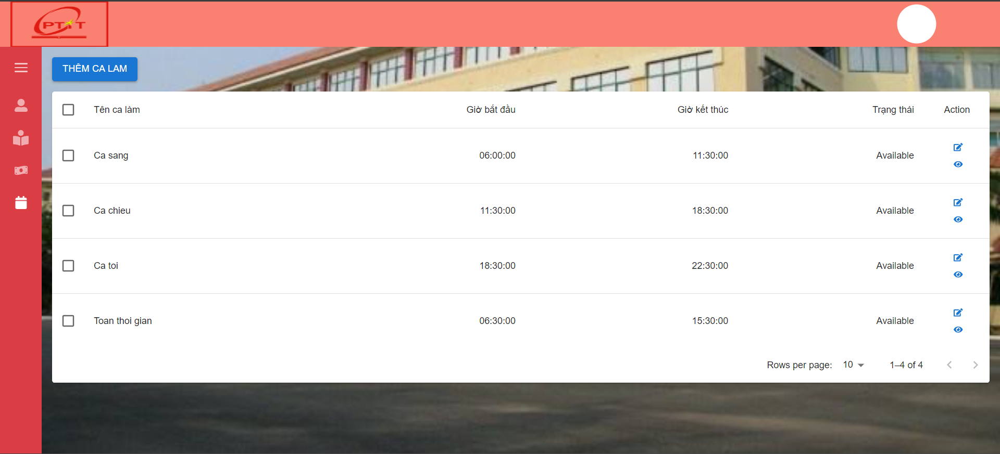 PTIT
THÊM CA LAM
Tên ca làm Giờ bắt đầu Giờ kết thúc Trạng thái Action
Ca sang 06:00:00 11:30:00 Available
Ca chieu 11:30:00 18:30:00 Available
Ca toi 18:30:00 22:30:00 Available
Toan thoi gian 06:30:00 15:30:00 Available
Rows per page: 10 1–4 of 4